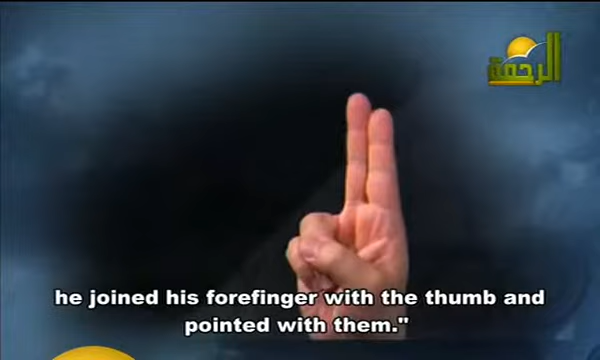 الرحمة
he joined his forefinger with the thumb and
pointed with them."